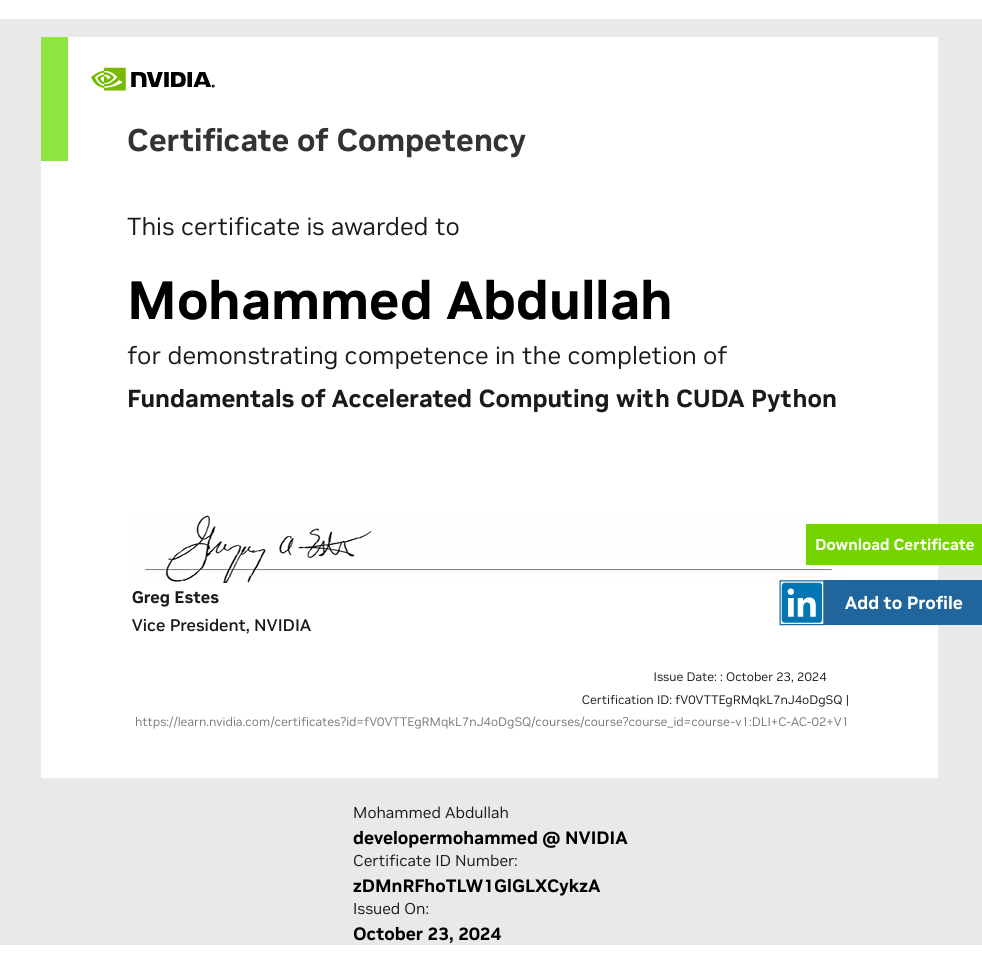 NVIDIA.
Certificate of Competency
This certificate is awarded to
Mohammed Abdullah
for demonstrating competence in the completion of
Fundamentals of Accelerated Computing with CUDA Python
Gregory A Estes
Download Certificate
Greg Estes
in Add to Profile
Vice President, NVIDIA
Issue Date: : October 23, 2024
Certification ID: fV0VTTEgRMqkL7nJ4oDgSQ |
https://learn.nvidia.com/certificates?id=fV0VTTEgRMqkL7nJ4oDgSQ/courses/course?course_id=course-v1:DLI+C-AC-02+V1
Mohammed Abdullah
developermohammed @ NVIDIA
Certificate ID Number:
zDMnRFhoTLW1GlGLXCykzA
Issued On:
October 23, 2024